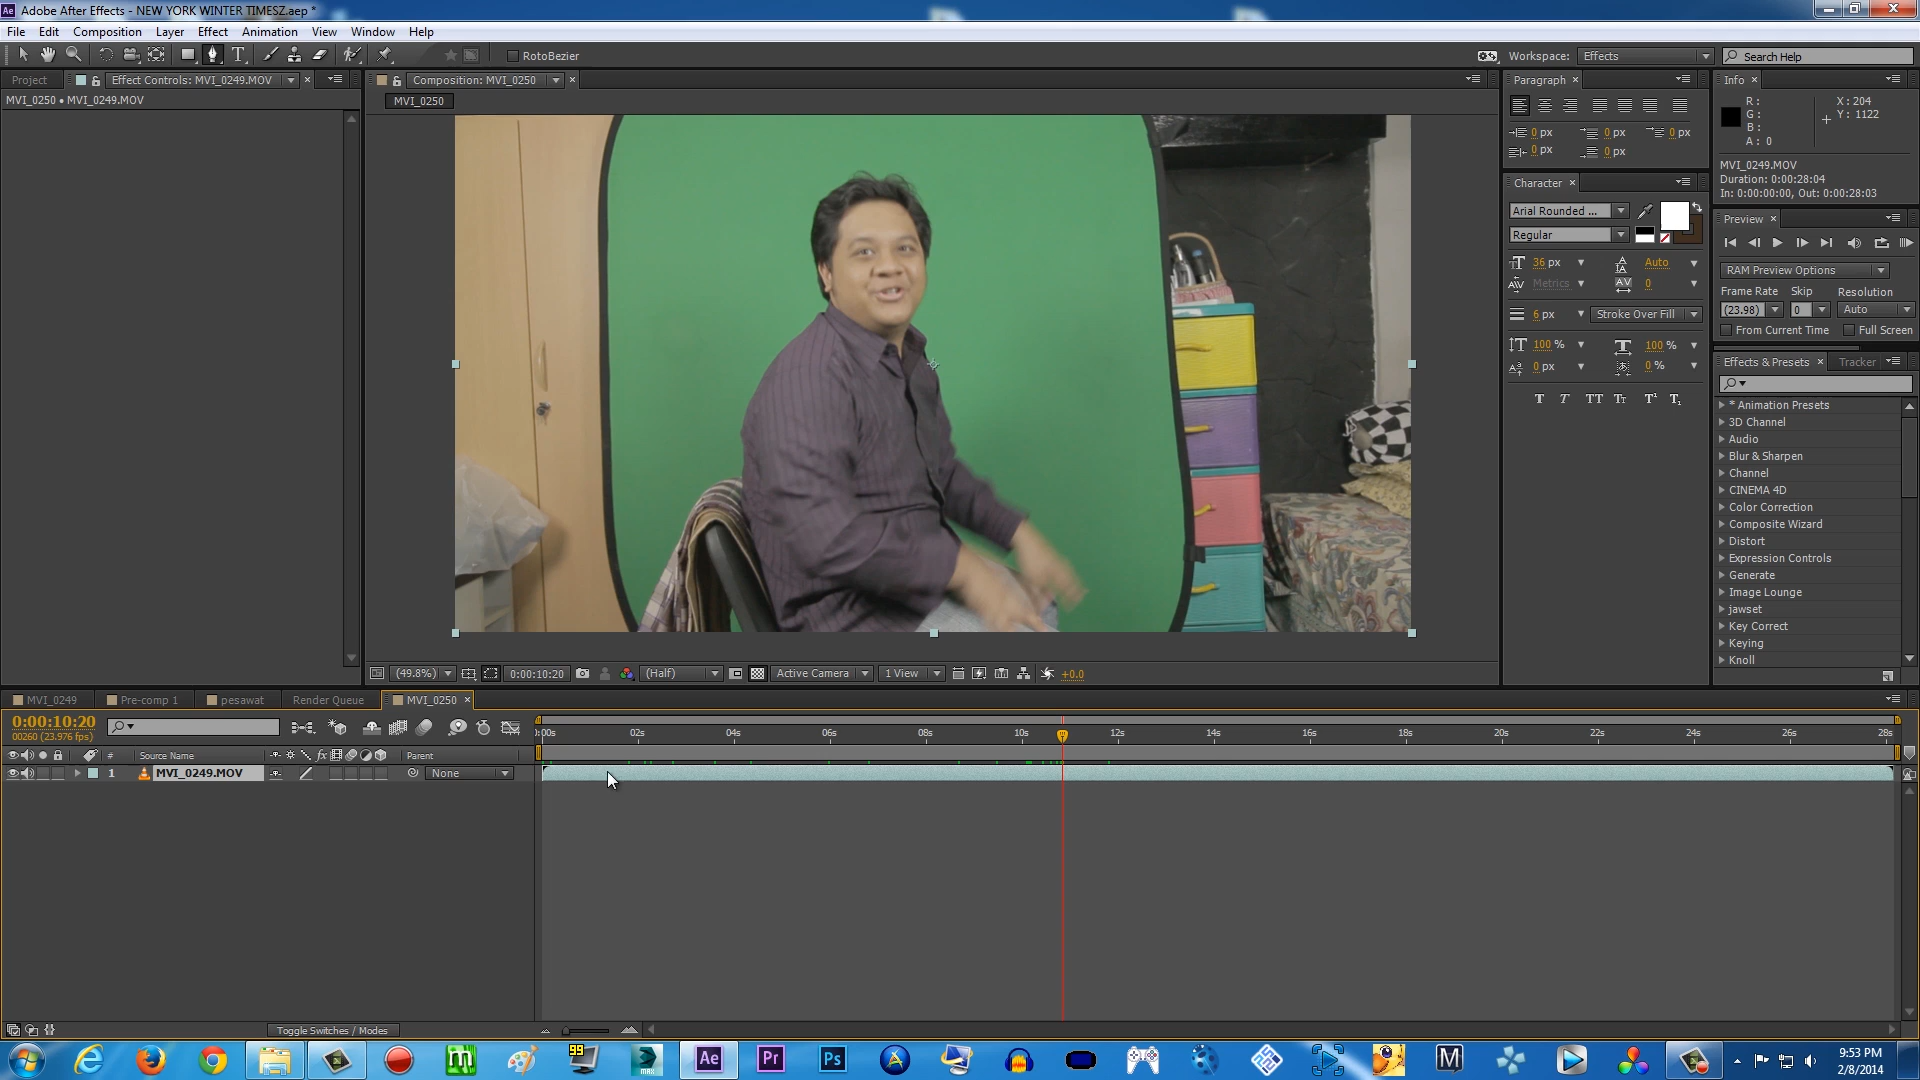 Adobe After Effects - NEW YORK WINTER TIMESZ.aep *
File Edit Composition Layer Effect Animation View Window Help
RotoBezier
Workspace: Effects
Search Help
Project
Effect Controls: MVI_0249.MOV
MVI_0250 • MVI_0249.MOV
Composition: MVI_0250
MVI_0250
(49.8%)
0:00:10:20
(Half)
Active Camera
1 View
+0.0
Paragraph
0 px 0 px 0 px
0 px 0 px
Character
Arial Rounded ...
Regular
36 px Auto
Metrics 0
6 px Stroke Over Fill
100 % 100 %
0 px 0 %
Info
R :
G :
B :
A : 0
X : 204
Y : 1122
MVI_0249.MOV
Duration: 0:00:28:04
In: 0:00:00:00, Out: 0:00:28:03
Preview
RAM Preview Options
Frame Rate Skip Resolution
(23.98) 0 Auto
From Current Time Full Screen
Effects & Presets Tracker
* Animation Presets
3D Channel
Audio
Blur & Sharpen
Channel
CINEMA 4D
Color Correction
Composite Wizard
Distort
Expression Controls
Generate
Image Lounge
jawset
Key Correct
Keying
Knoll
MVI_0249 Pre-comp 1 pesawat Render Queue MVI_0250
0:00:10:20
00260 (23.976 fps)
# Source Name Parent
1 MVI_0249.MOV None
0:00s 02s 04s 06s 08s 10s 12s 14s 16s 18s 20s 22s 24s 26s 28s
Toggle Switches / Modes
99
MAX
Ae
Pr
Ps
M
9:53 PM
2/8/2014